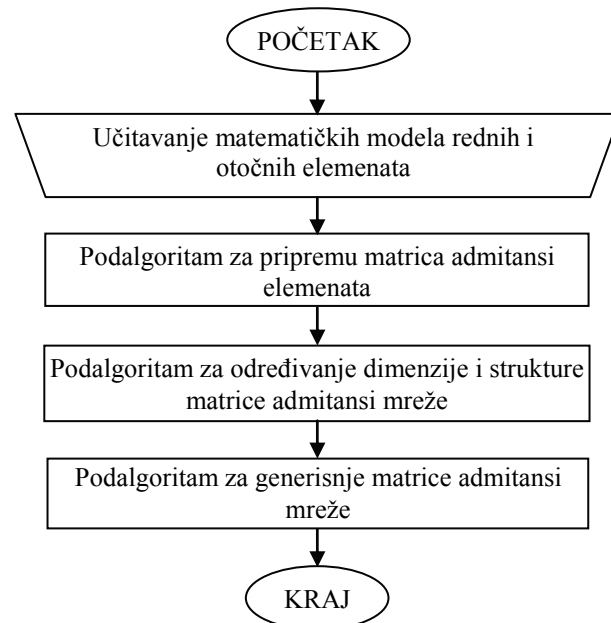 POČETAK
Učitavanje matematičkih modela rednih i
otočnih elemenata
Podalgoritam za pripremu matrica admitansi
elemenata
Podalgoritam za određivanje dimenzije i strukture
matrice admitansi mreže
Podalgoritam za generisnje matrice admitansi
mreže
KRAJ